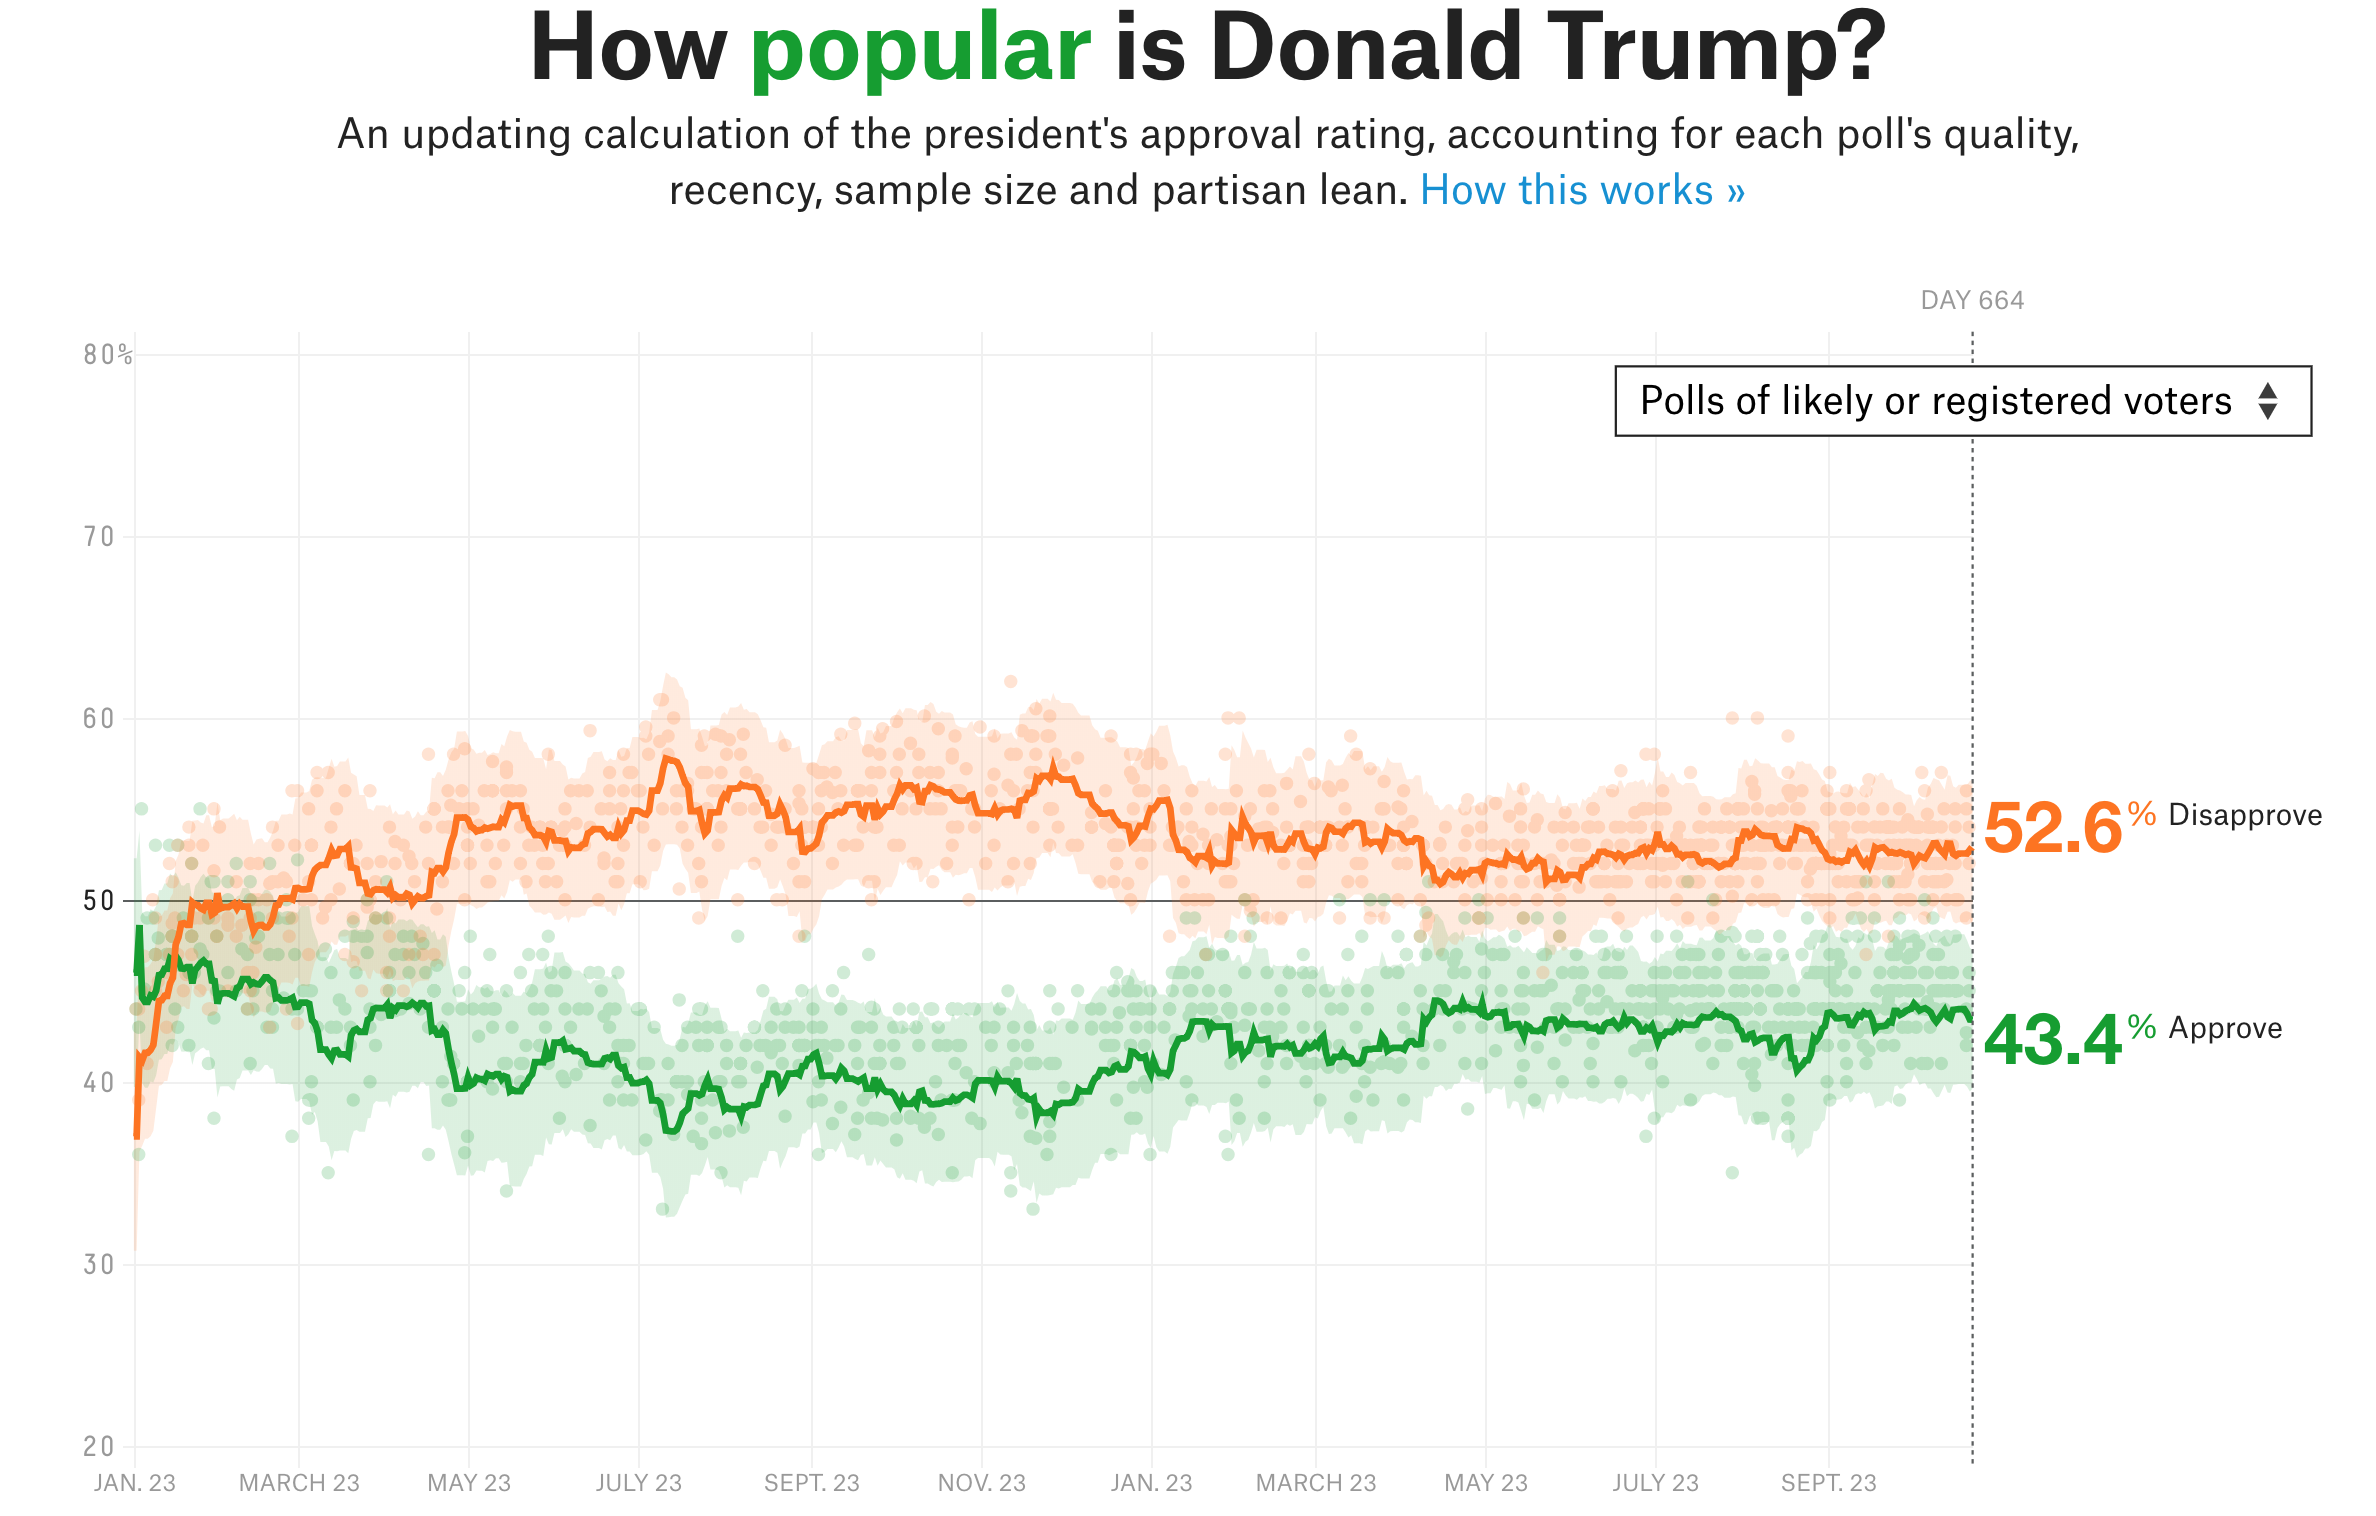 How popular is Donald Trump?
An updating calculation of the president's approval rating, accounting for each poll's quality,
recency, sample size and partisan lean. How this works »
DAY 664
80%
Polls of likely or registered voters
70
60
52.6% Disapprove
50
43.4% Approve
40
30
20
JAN. 23 MARCH 23 MAY 23 JULY 23 SEPT. 23 NOV. 23 JAN. 23 MARCH 23 MAY 23 JULY 23 SEPT. 23